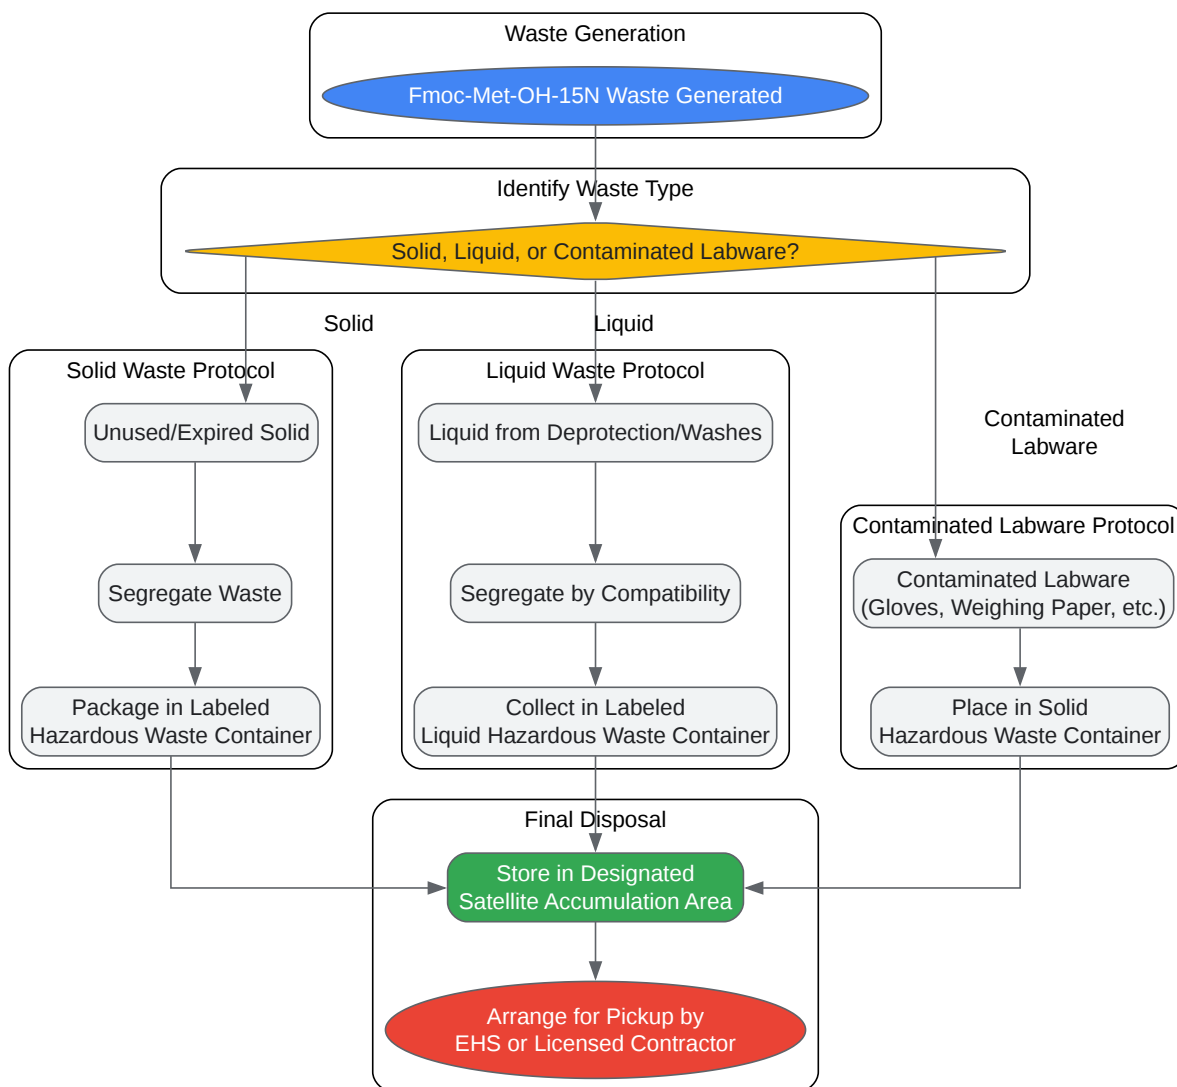 Waste Generation
Fmoc-Met-OH-15N Waste Generated
Identify Waste Type
Solid, Liquid, or Contaminated Labware?
Solid
Liquid
Contaminated
Labware
Solid Waste Protocol
Unused/Expired Solid
Segregate Waste
Package in Labeled
Hazardous Waste Container
Liquid Waste Protocol
Liquid from Deprotection/Washes
Segregate by Compatibility
Collect in Labeled
Liquid Hazardous Waste Container
Contaminated Labware Protocol
Contaminated Labware
(Gloves, Weighing Paper, etc.)
Place in Solid
Hazardous Waste Container
Final Disposal
Store in Designated
Satellite Accumulation Area
Arrange for Pickup by
EHS or Licensed Contractor